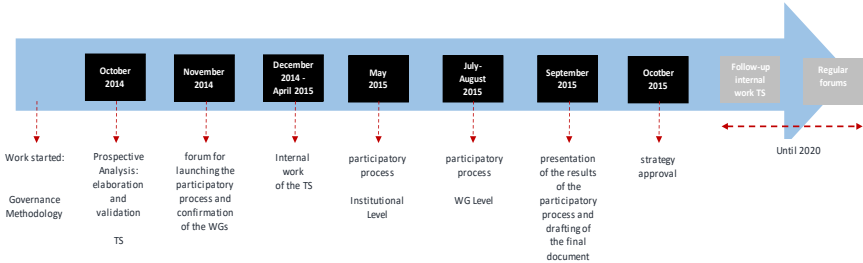 October
2014
November
2014
December
2014 -
April 2015
May
2015
July-
August
2015
September
2015
Ocotber
2015
Follow-up
internal
work TS
Regular
forums
Work started:
Governance
Methodology
Prospective
Analysis:
elaboration
and
validation
TS
forum for
launching the
participatory
process and
confirmation
of the WGs
Internal
work
of the TS
participatory
process
Institutional
Level
participatory
process
WG Level
presentation
of the results
of the
participatory
process and
drafting of
the final
document
strategy
approval
Until 2020